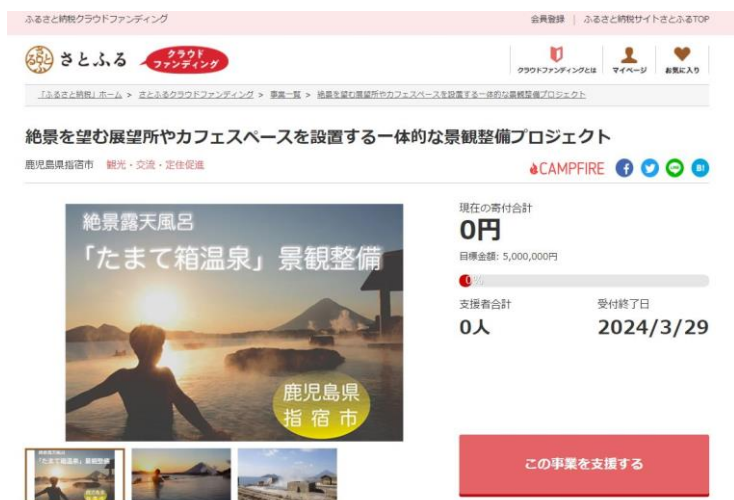 ふるさと納税クラウドファンディング
会員登録 | ふるさと納税サイトさとふるTOP
ふるさと さとふる クラウドファンディング
クラウドファンディングとは マイページ お気に入り
「ふるさと納税」ホーム > さとふるクラウドファンディング > 事業一覧 > 絶景を望む展望所やカフェスペースを設置する一体的な景観整備プロジェクト
絶景を望む展望所やカフェスペースを設置する一体的な景観整備プロジェクト
鹿児島県指宿市 観光・交流・定住促進
CAMPFIRE
絶景露天風呂
「たまて箱温泉」景観整備
鹿児島県
指宿市
現在の寄付合計
0円
目標金額: 5,000,000円
0%
支援者合計 受付終了日
0人 2024/3/29
この事業を支援する